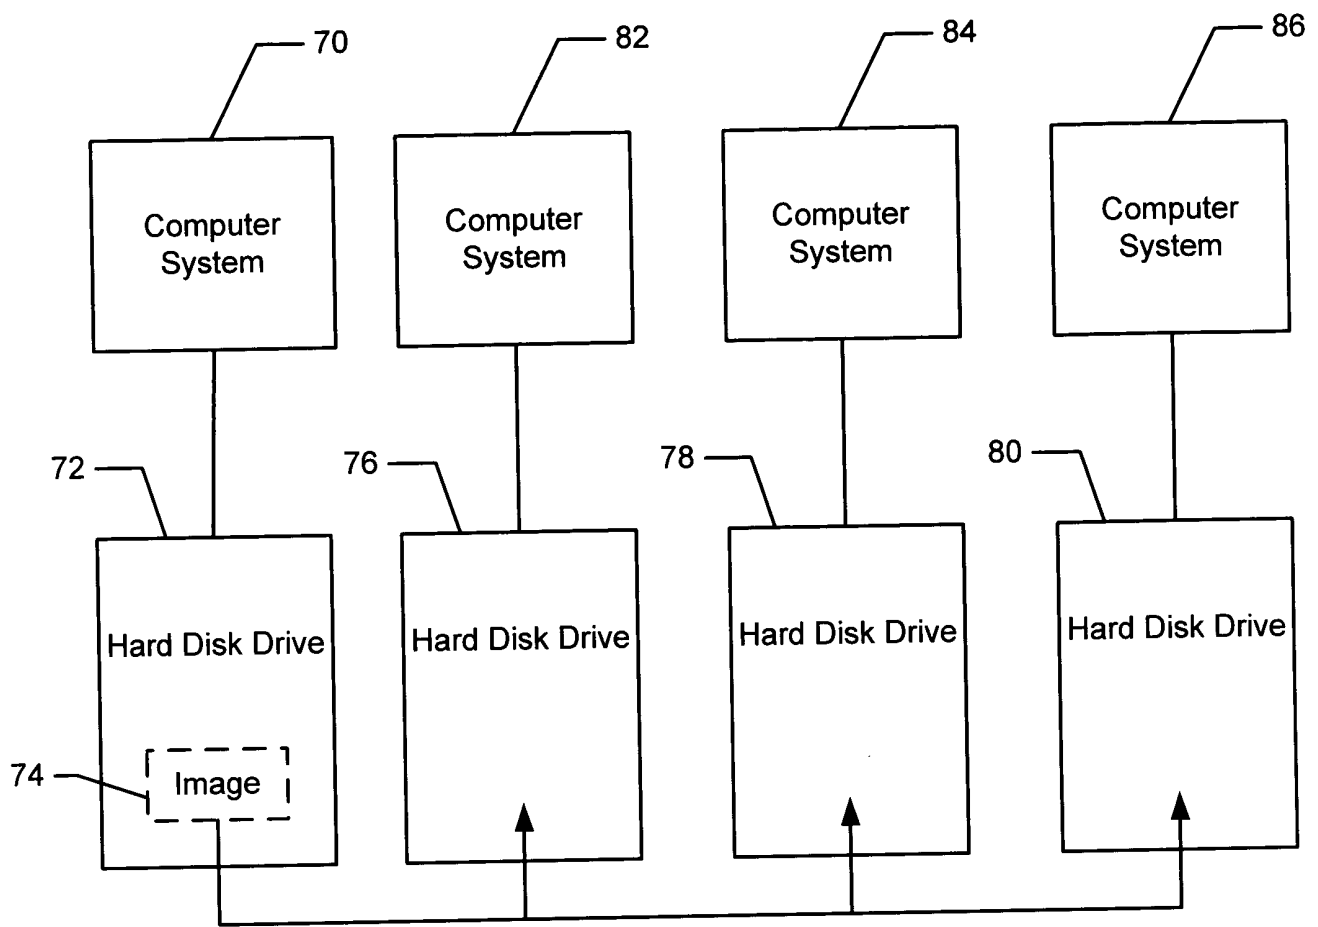 70
82
84
86
Computer
System
Computer
System
Computer
System
Computer
System
72
76
78
80
Hard Disk Drive
Hard Disk Drive
Hard Disk Drive
Hard Disk Drive
74
Image